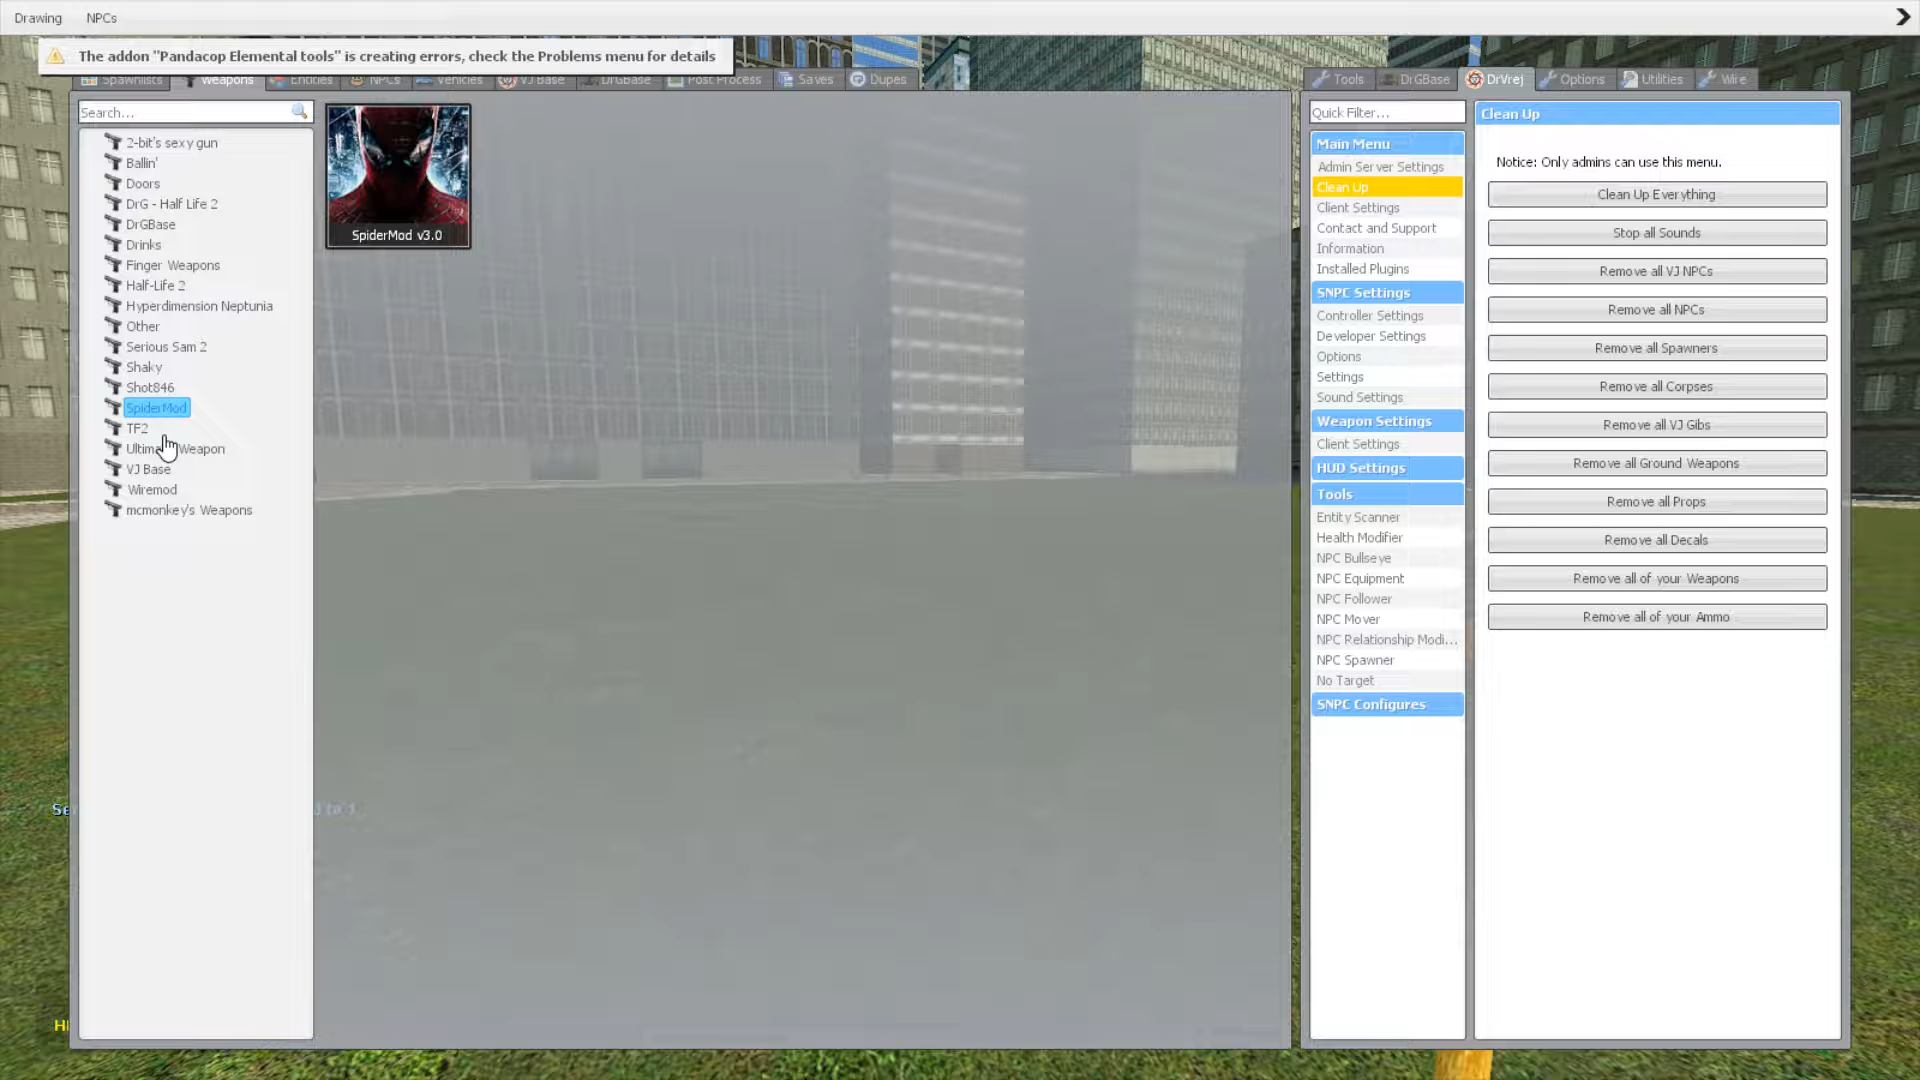 Drawing NPCs
The addon "Pandacop Elemental tools" is creating errors, check the Problems menu for details
Spawnlists Weapons Entities NPCs Vehicles VJ Base DrGBase Post Process Saves Dupes
Search...
2-bit's sexy gun
Ballin'
Doors
DrG - Half Life 2
DrGBase
Drinks
Finger Weapons
Half-Life 2
Hyperdimension Neptunia
Other
Serious Sam 2
Shaky
Shot846
SpiderMod
TF2
Weapon
VJ Base
Wiremod
mcmonkey's Weapons
SpiderMod v3.0
Tools DrGBase DrVrej Options Utilities Wire
Quick Filter...
Main Menu
Admin Server Settings
Clean Up
Client Settings
Contact and Support
Information
Installed Plugins
SNPC Settings
Controller Settings
Developer Settings
Options
Settings
Sound Settings
Weapon Settings
Client Settings
HUD Settings
Tools
Entity Scanner
Health Modifier
NPC Bullseye
NPC Equipment
NPC Follower
NPC Mover
NPC Relationship Modi...
NPC Spawner
No Target
SNPC Configures
Clean Up
Notice: Only admins can use this menu.
Clean Up Everything
Stop all Sounds
Remove all VJ NPCs
Remove all NPCs
Remove all Spawners
Remove all Corpses
Remove all VJ Gibs
Remove all Ground Weapons
Remove all Props
Remove all Decals
Remove all of your Weapons
Remove all of your Ammo